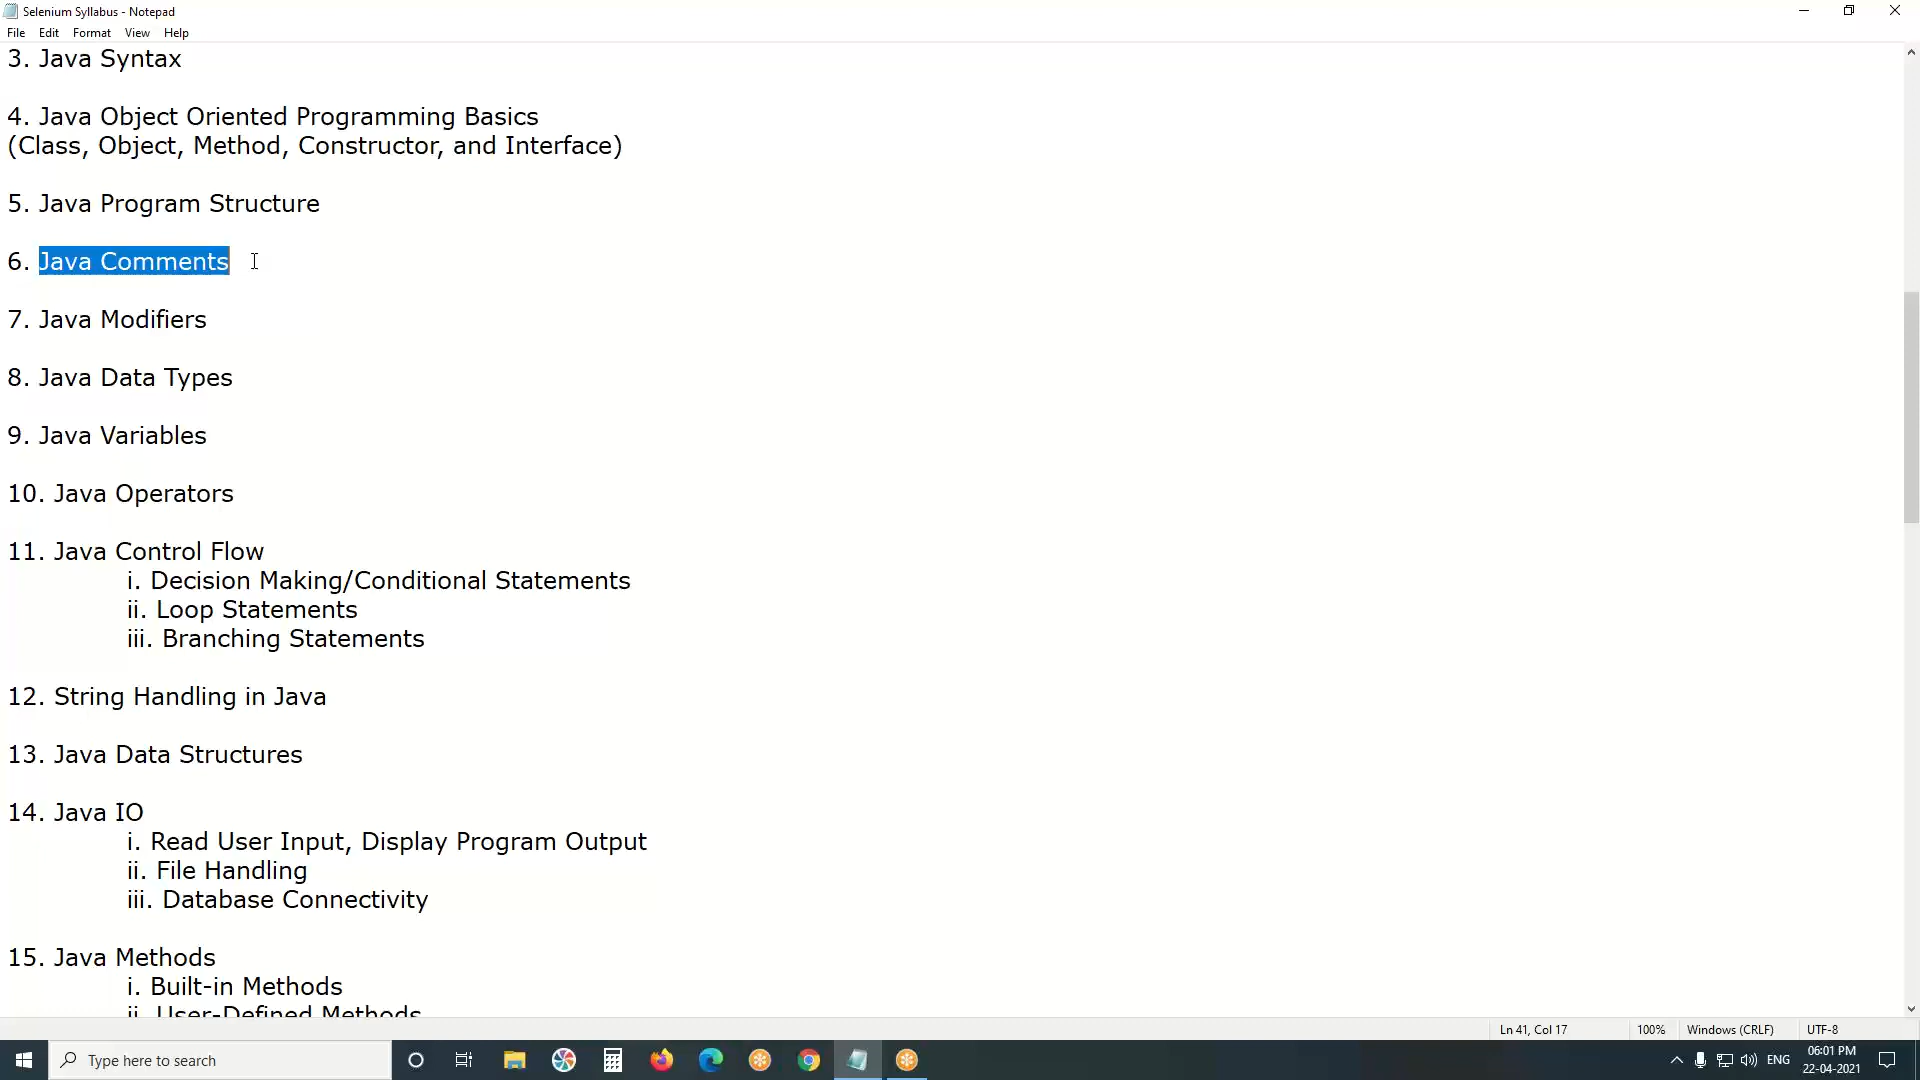 Selenium Syllabus - Notepad
File Edit Format View Help
3. Java Syntax
4. Java Object Oriented Programming Basics
(Class, Object, Method, Constructor, and Interface)
5. Java Program Structure
6. Java Comments
7. Java Modifiers
8. Java Data Types
9. Java Variables
10. Java Operators
11. Java Control Flow
i. Decision Making/Conditional Statements
ii. Loop Statements
iii. Branching Statements
12. String Handling in Java
13. Java Data Structures
14. Java IO
i. Read User Input, Display Program Output
ii. File Handling
iii. Database Connectivity
15. Java Methods
i. Built-in Methods
ii. User-Defined Methods
Ln 41, Col 17 100% Windows (CRLF) UTF-8
Type here to search ENG 06:01 PM
22-04-2021